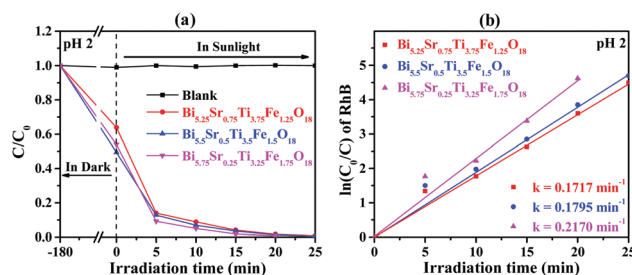 (a)
pH 2
In Sunlight
Blank
Bi5.25Sr0.75Ti3.75Fe1.25O18
Bi5.5Sr0.5Ti3.5Fe1.5O18
Bi5.75Sr0.25Ti3.25Fe1.75O18
In Dark
C/C0
1.2
1.0
0.8
0.6
0.4
0.2
0.0
-180 0 5 10 15 20 25
Irradiation time (min)
(b)
Bi5.25Sr0.75Ti3.75Fe1.25O18 pH 2
Bi5.5Sr0.5Ti3.5Fe1.5O18
Bi5.75Sr0.25Ti3.25Fe1.75O18
ln(C0/C) of RhB
6
5
4
3
2
1
0
k = 0.1717 min-1
k = 0.1795 min-1
k = 0.2170 min-1
0 5 10 15 20 25
Irradiation time (min)